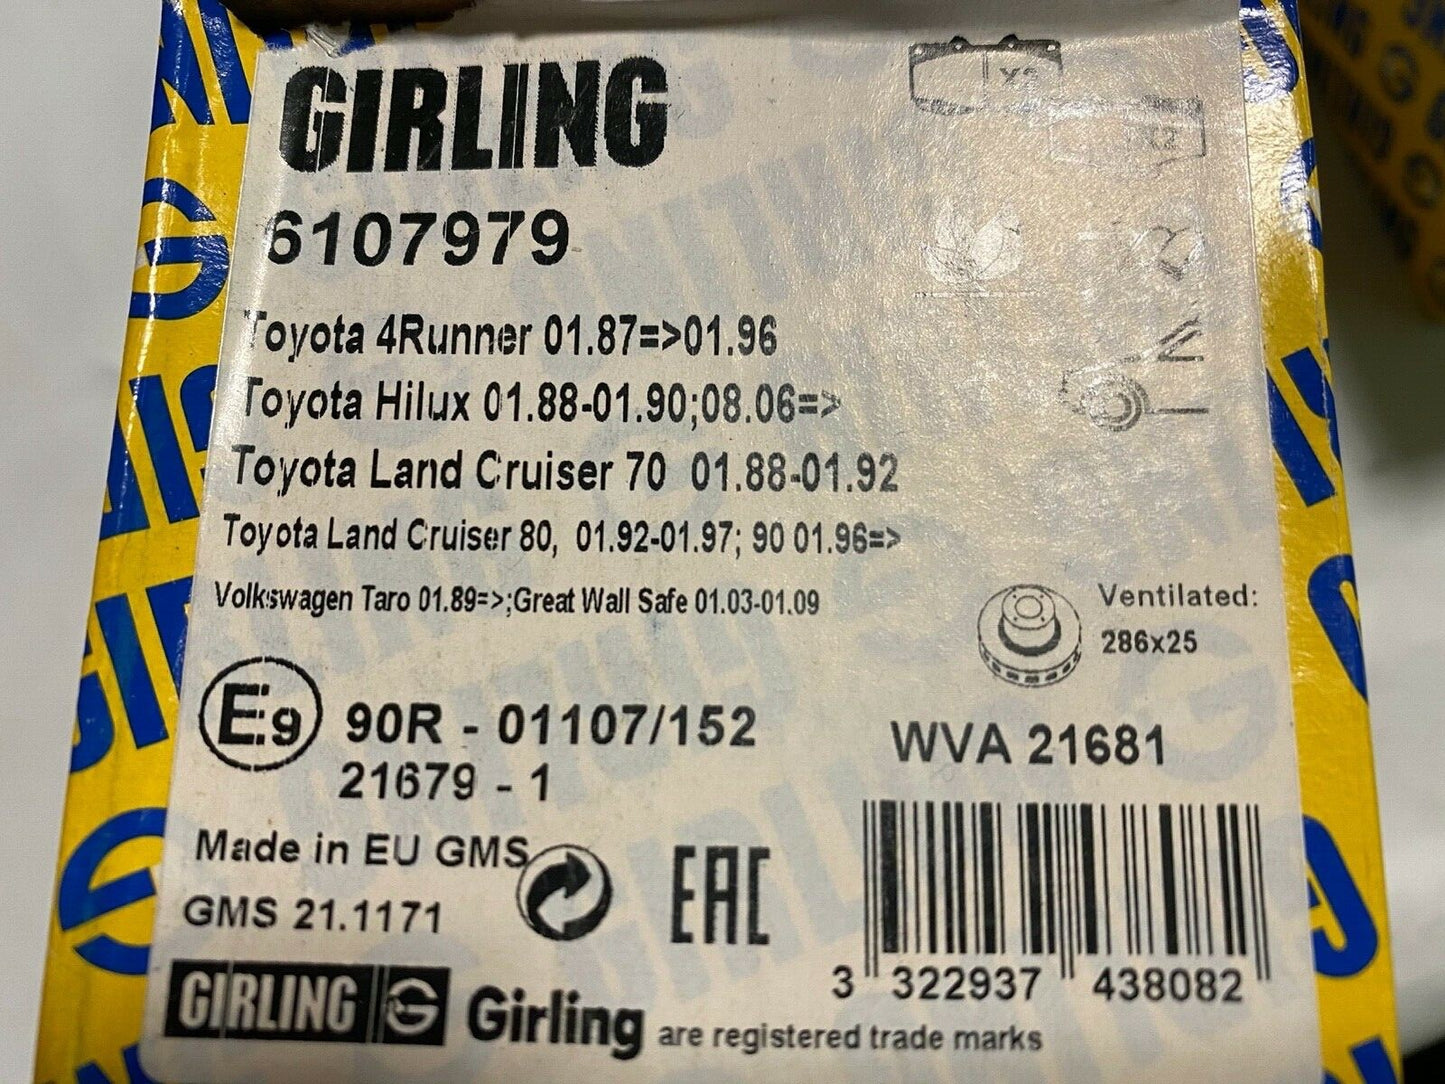 GIRLING
6107979
X2
X2
Toyota 4Runner 01.87=>01.96
Toyota Hilux 01.88-01.90;08.06=>
Toyota Land Cruiser 70 01.88-01.92
Toyota Land Cruiser 80, 01.92-01.97; 90 01.96=>
Volkswagen Taro 01.89=>;Great Wall Safe 01.03-01.09
Ventilated:
286x25
E9 90R - 01107/152
21679 - 1
WVA 21681
Made in EU GMS
GMS 21.1171
EAC
3 322937 438082
GIRLING G Girling are registered trade marks